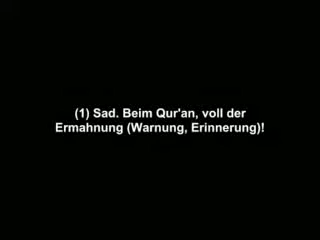 (1) Sad. Beim Qur'an, voll der
Ermahnung (Warnung, Erinnerung)!